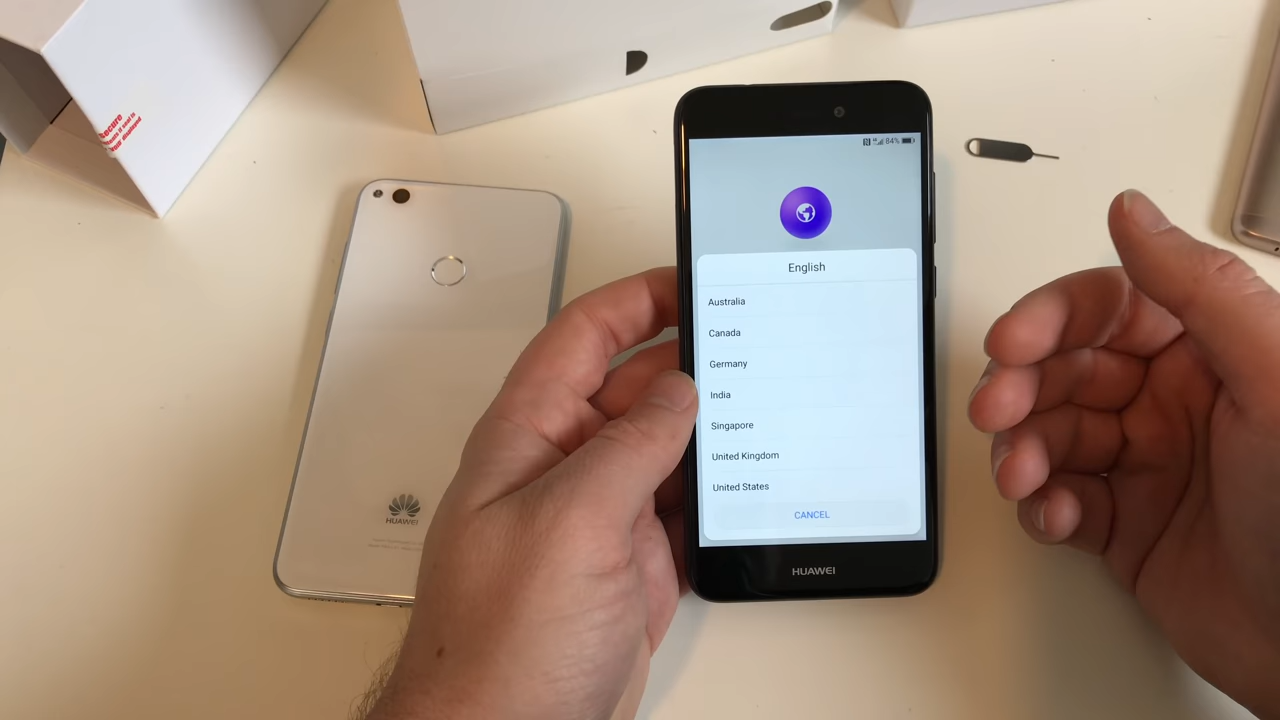 84%
English
Australia
Canada
Germany
India
Singapore
United Kingdom
United States
CANCEL
HUAWEI
HUAWEI